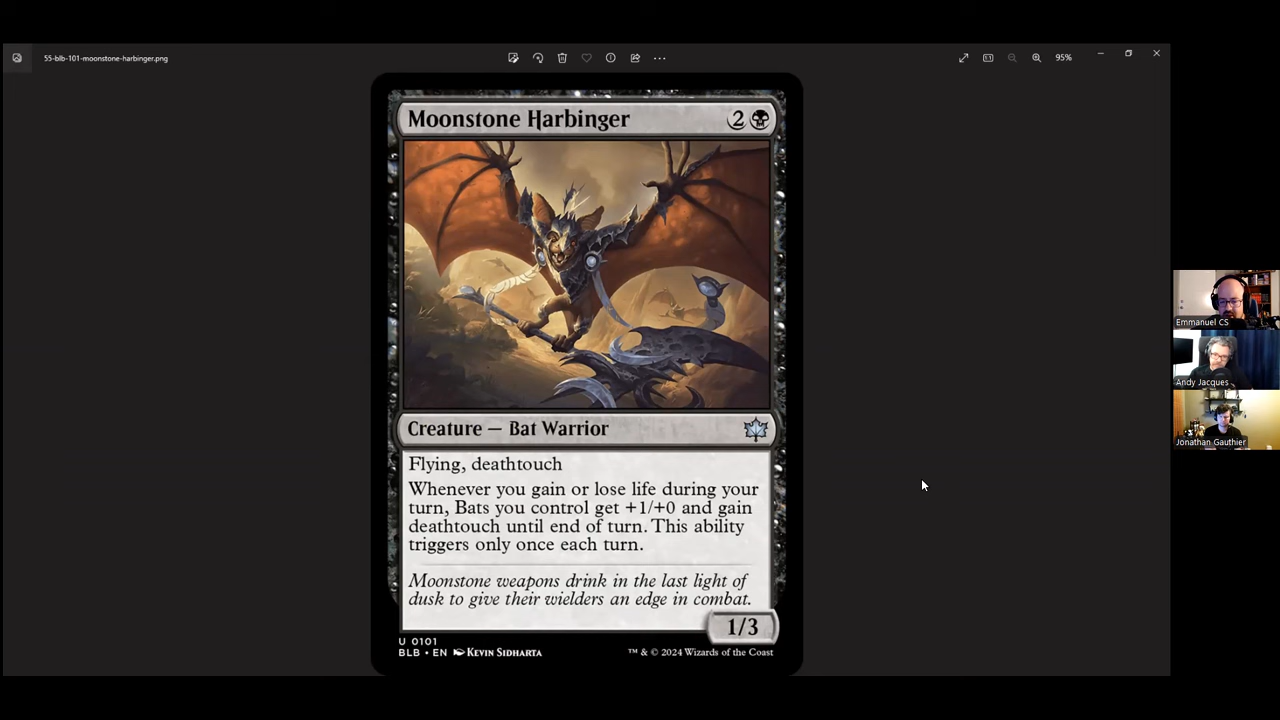 55-blb-101-moonstone-harbinger.png
95%
Moonstone Harbinger 2
Creature — Bat Warrior
Flying, deathtouch
Whenever you gain or lose life during your
turn, Bats you control get +1/+0 and gain
deathtouch until end of turn. This ability
triggers only once each turn.
Moonstone weapons drink in the last light of
dusk to give their wielders an edge in combat.
1/3
U 0101
BLB • EN KEVIN SIDHARTA
™ & © 2024 Wizards of the Coast
Emmanuel CS
Andy Jacques
Jonathan Gauthier